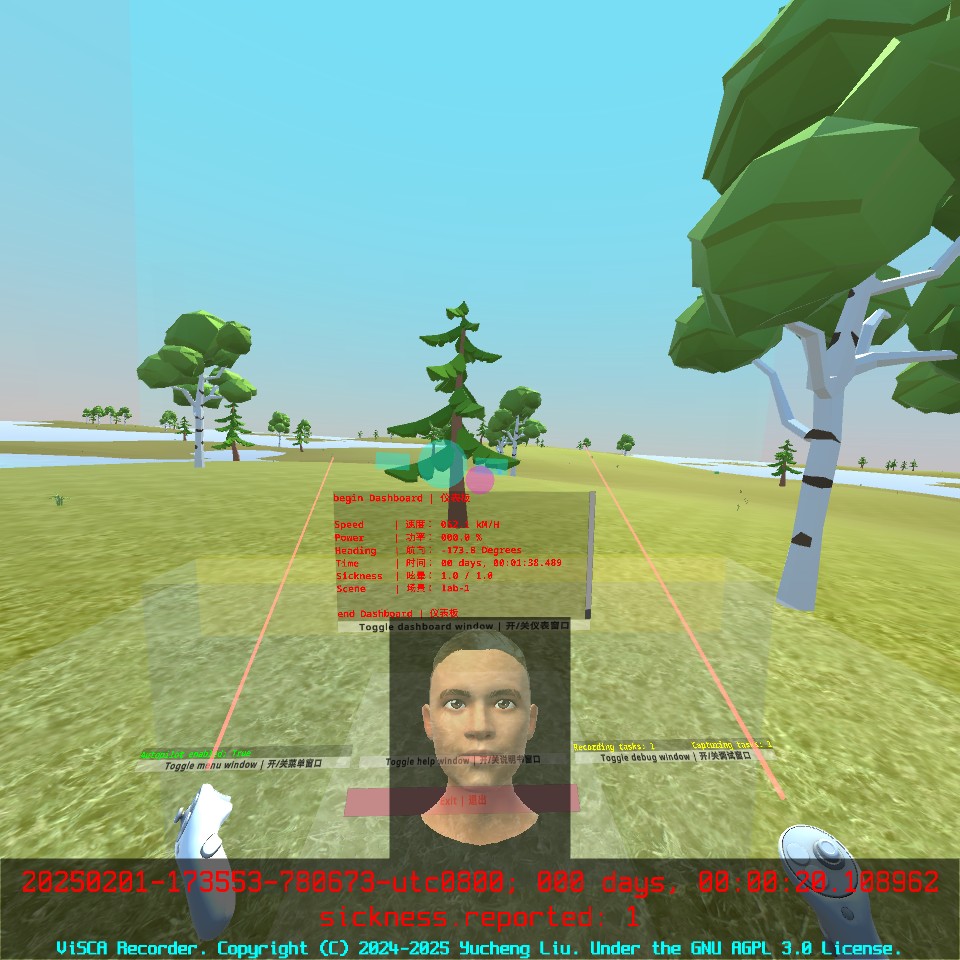 begin Dashboard | 仪表板
Speed | 速度: km/H
Power | 功率: 000.0 %
Heading | 航向: -173.8 Degrees
Time | 时间: 00 days, 00:01:38.489
Sickness | 眩晕: 1.0 / 1.0
Scene | 场景: lab-1
end Dashboard | 仪表板
Toggle dashboard window | 开/关仪表窗口
Autopilot enabled: True
Recording tasks: 1 Capturing tasks: 1
Toggle menu window | 开/关菜单窗口
Toggle help window | 开/关说明书窗口
Toggle debug window | 开/关调试窗口
Exit | 退出
20250201-173553-780673-utc0800; 000 days, 00:00:20.108962
sickness.reported: 1
ViSCA Recorder. Copyright (C) 2024-2025 Yucheng Liu. Under the GNU AGPL 3.0 License.